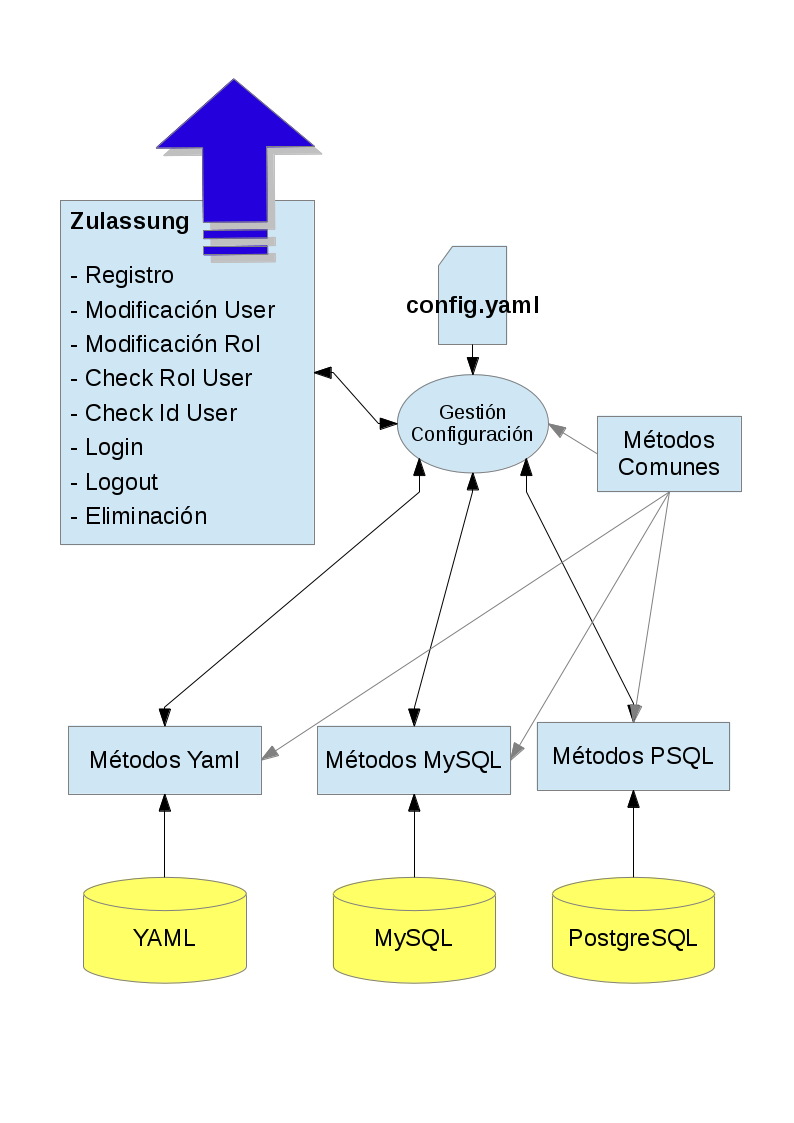 Zulassung
- Registro
- Modificación User
- Modificación Rol
- Check Rol User
- Check Id User
- Login
- Logout
- Eliminación
config.yaml
Gestión
Configuración
Métodos
Comunes
Métodos Yaml
Métodos MySQL
Métodos PSQL
YAML
MySQL
PostgreSQL